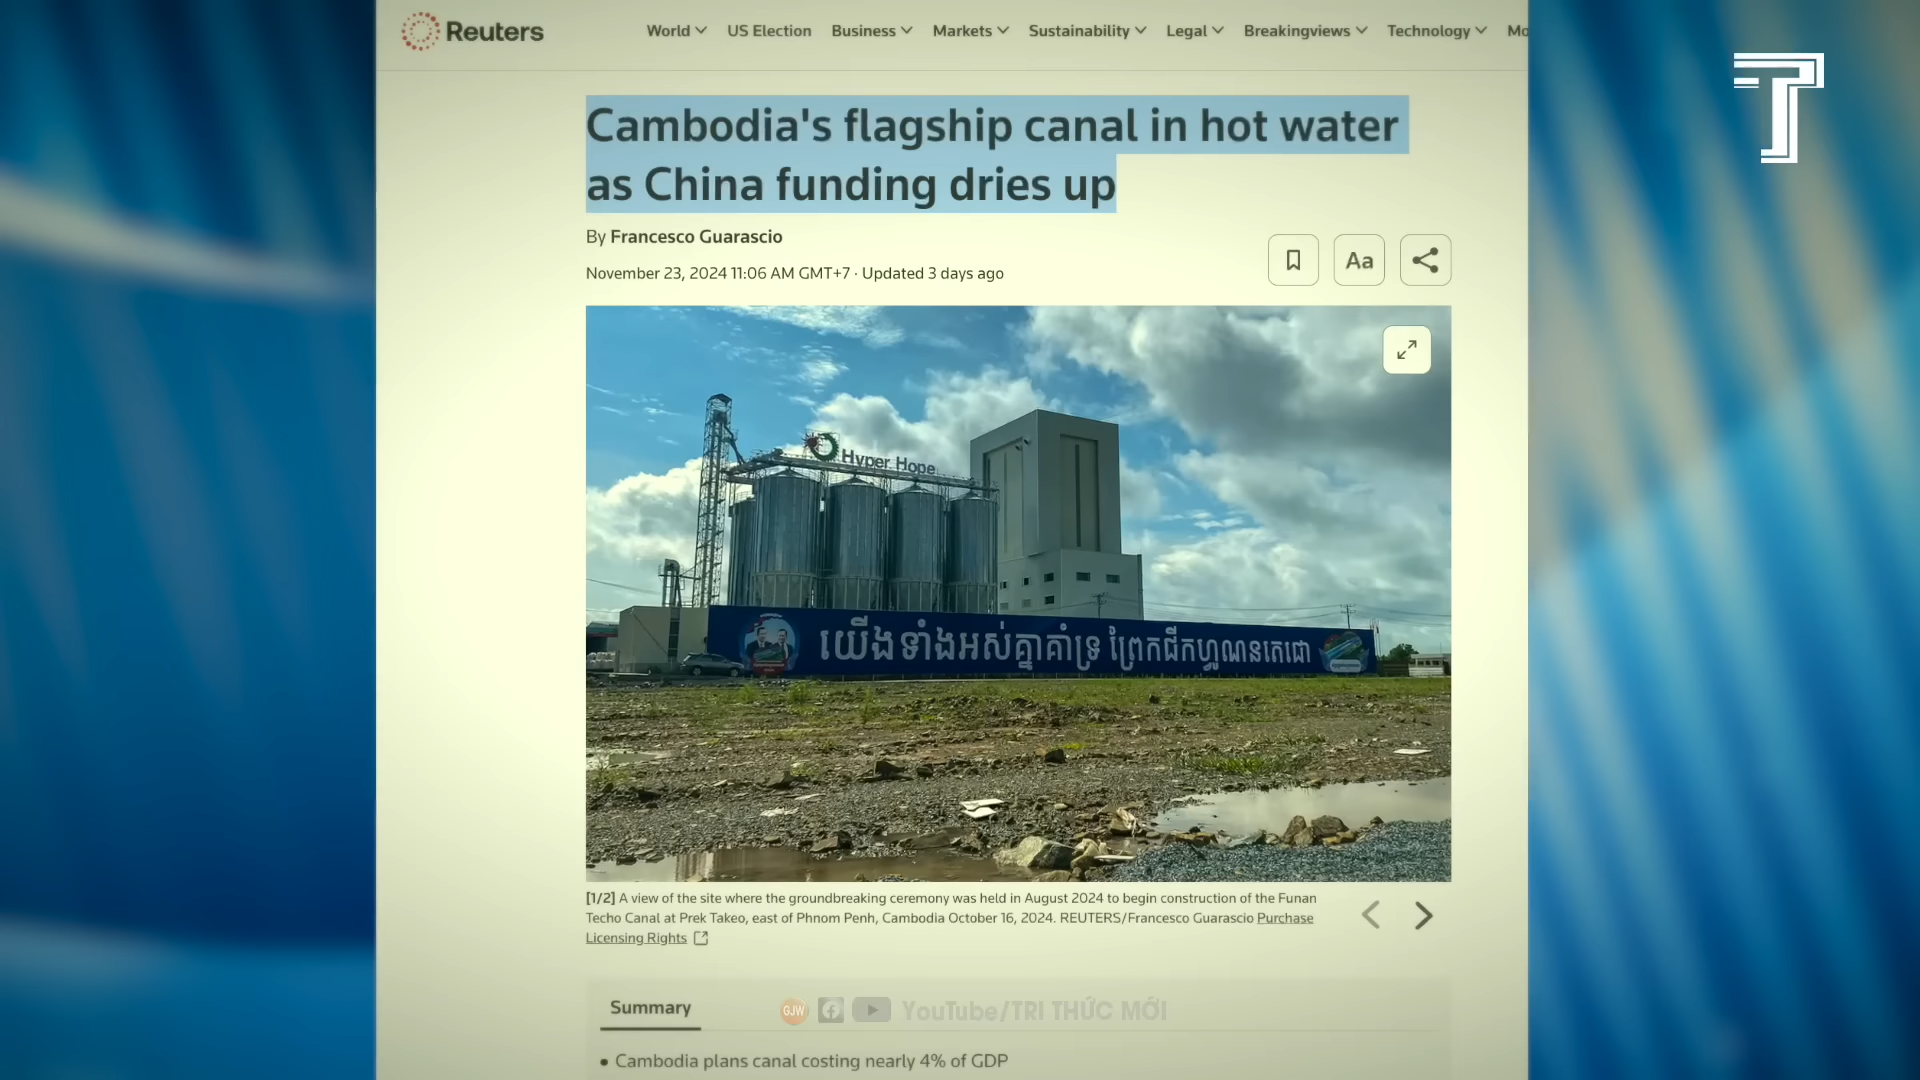 Reuters
World
US Election
Business
Markets
Sustainability
Legal
Breakingviews
Technology
Mo
Cambodia's flagship canal in hot water
as China funding dries up
By Francesco Guarascio
November 23, 2024 11:06 AM GMT+7 · Updated 3 days ago
Aa
Hyper Hope
យើងទាំងអស់គ្នាគាំទ្រ ព្រែកជីកហ្វូណនតេជោ
[1/2] A view of the site where the groundbreaking ceremony was held in August 2024 to begin construction of the Funan
Techo Canal at Prek Takeo, east of Phnom Penh, Cambodia October 16, 2024. REUTERS/Francesco Guarascio Purchase
Licensing Rights
Summary
GJW
YouTube/TRI THỨC MỚI
• Cambodia plans canal costing nearly 4% of GDP